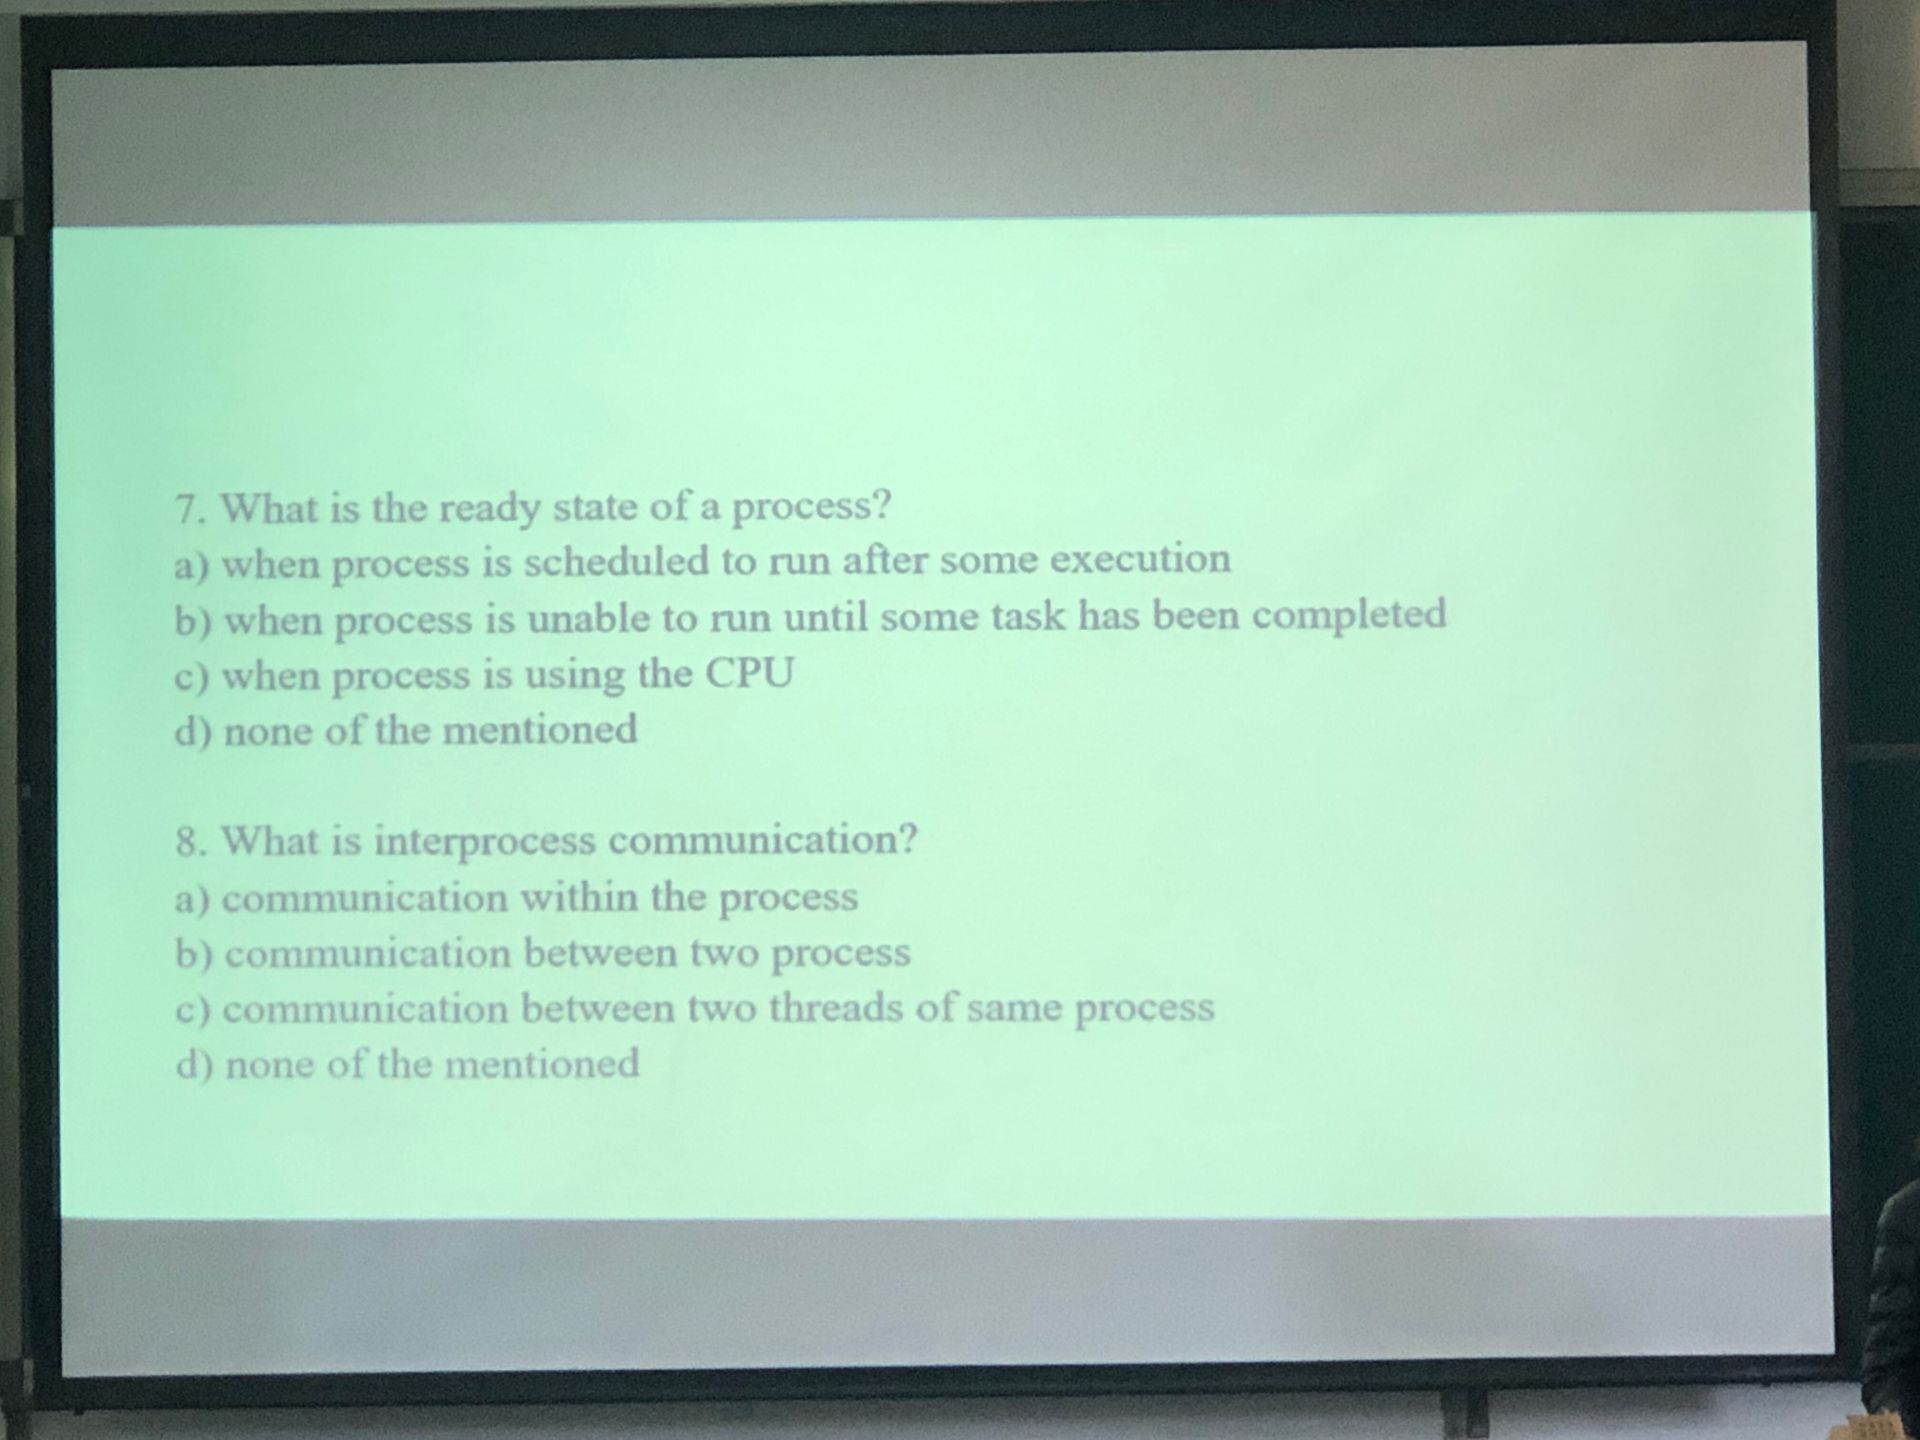 7. What is the ready state of a process?
a) when process is scheduled to run after some execution
b) when process is unable to run until some task has been completed
c) when process is using the CPU
d) none of the mentioned
8. What is interprocess communication?
a) communication within the process
b) communication between two process
c) communication between two threads of same process
d) none of the mentioned